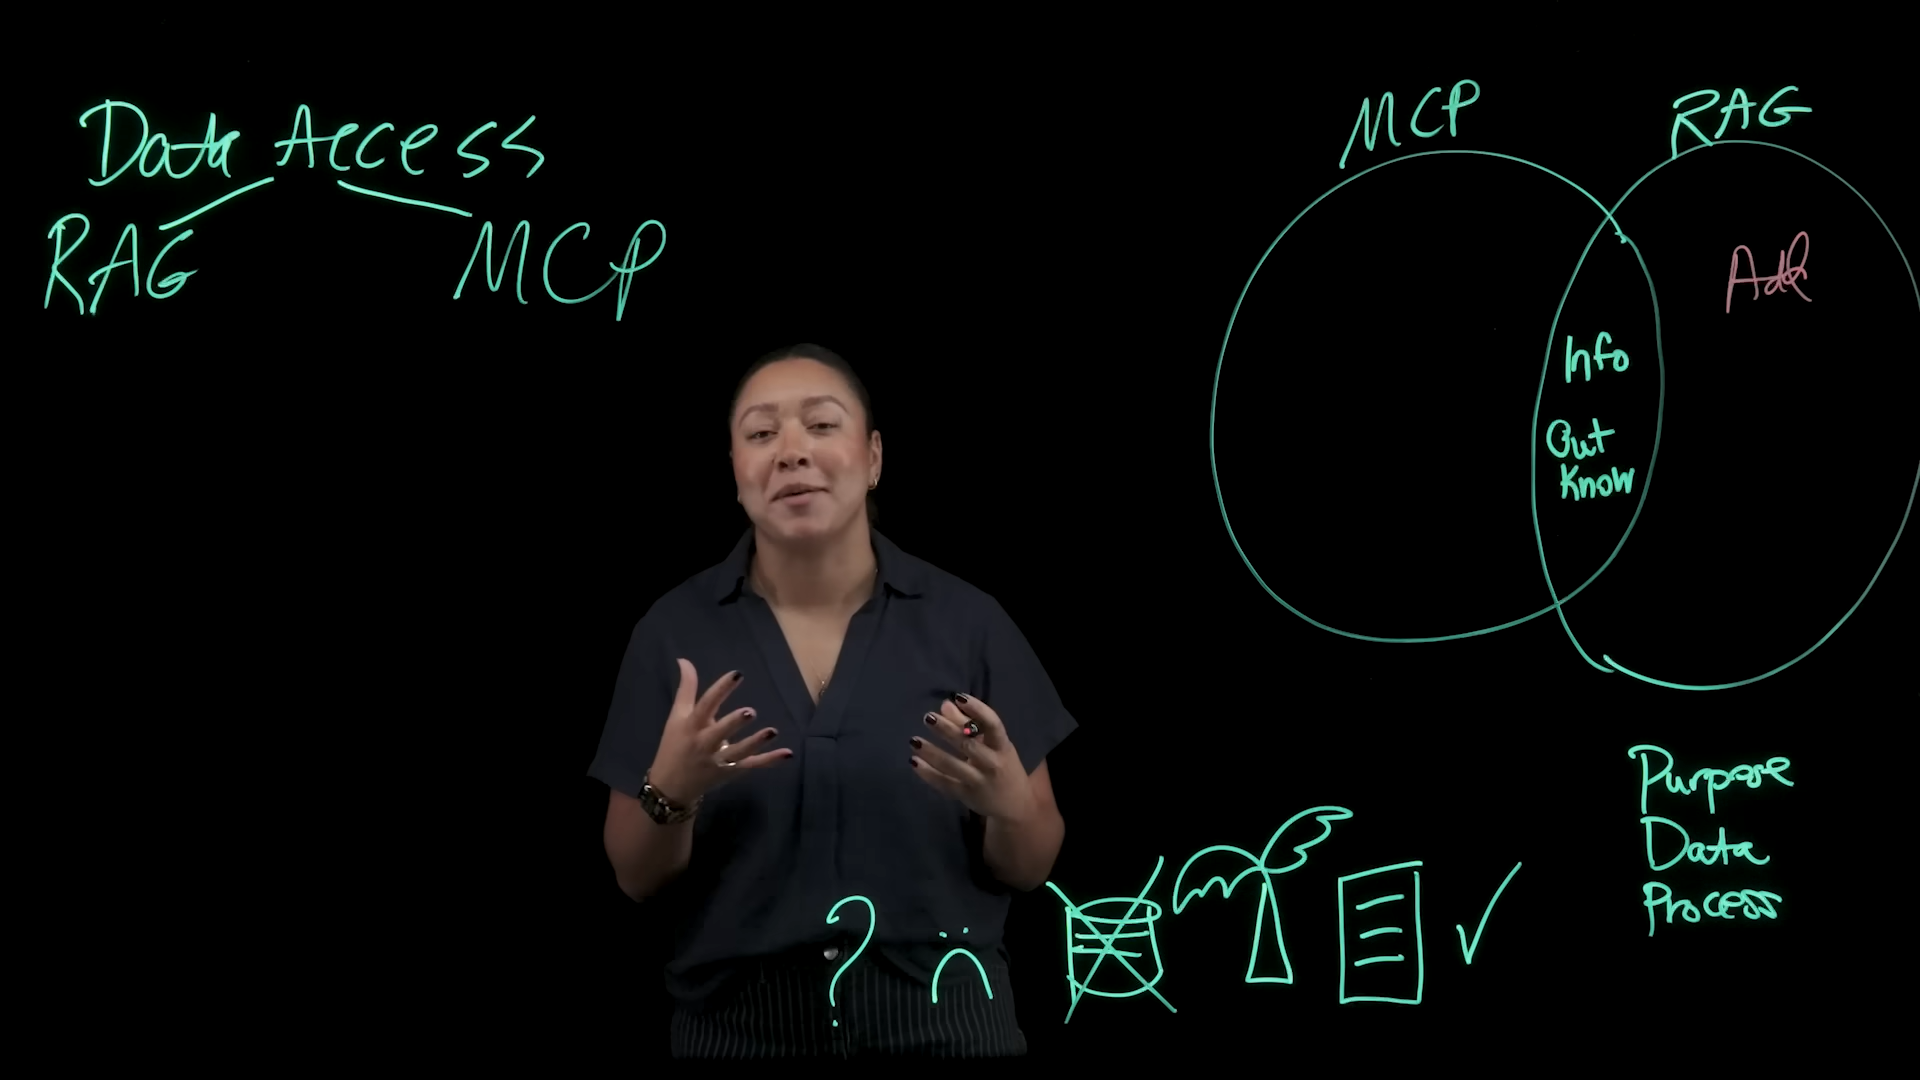 Data Access
RAG MCP
MCP RAG
Add
Info
Out
Know
Purpose
Data
Process
?